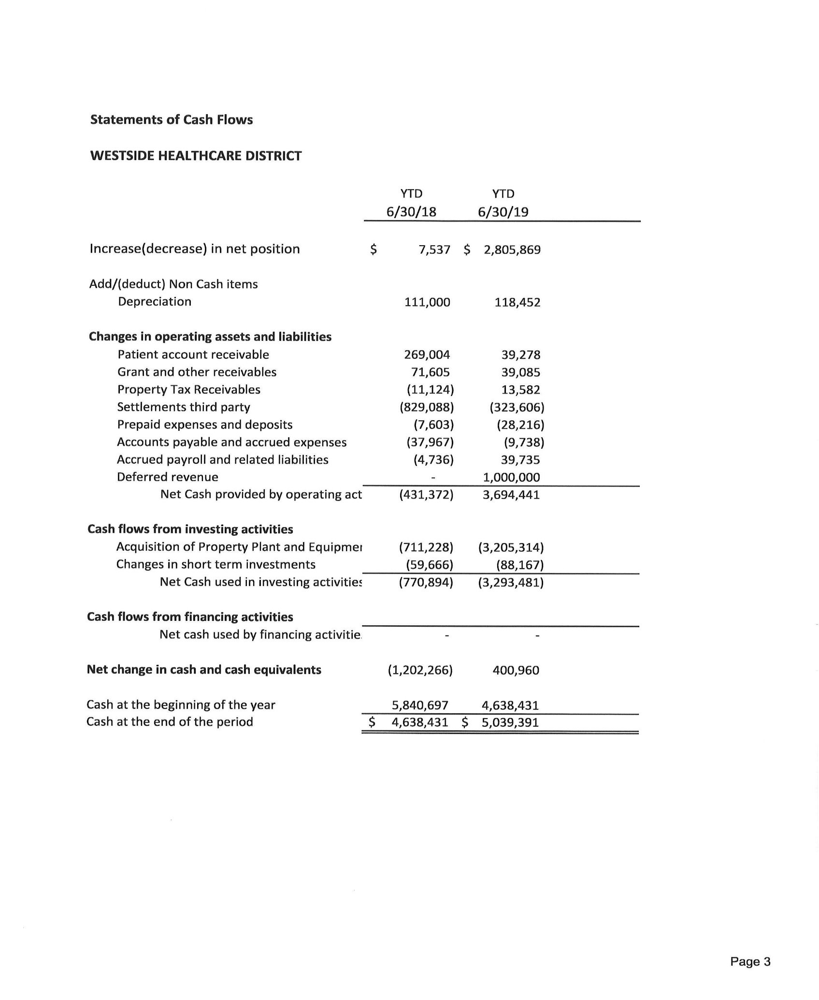 Statements of Cash Flows
WESTSIDE HEALTHCARE DISTRICT
YTD YTD
6/30/18 6/30/19
Increase(decrease) in net position $ 7,537 $ 2,805,869
Add/(deduct) Non Cash items
Depreciation 111,000 118,452
Changes in operating assets and liabilities
Patient account receivable 269,004 39,278
Grant and other receivables 71,605 39,085
Property Tax Receivables (11,124) 13,582
Settlements third party (829,088) (323,606)
Prepaid expenses and deposits (7,603) (28,216)
Accounts payable and accrued expenses (37,967) (9,738)
Accrued payroll and related liabilities (4,736) 39,735
Deferred revenue - 1,000,000
Net Cash provided by operating act (431,372) 3,694,441
Cash flows from investing activities
Acquisition of Property Plant and Equipmer (711,228) (3,205,314)
Changes in short term investments (59,666) (88,167)
Net Cash used in investing activities (770,894) (3,293,481)
Cash flows from financing activities
Net cash used by financing activitie - -
Net change in cash and cash equivalents (1,202,266) 400,960
Cash at the beginning of the year 5,840,697 4,638,431
Cash at the end of the period $ 4,638,431 $ 5,039,391
Page 3